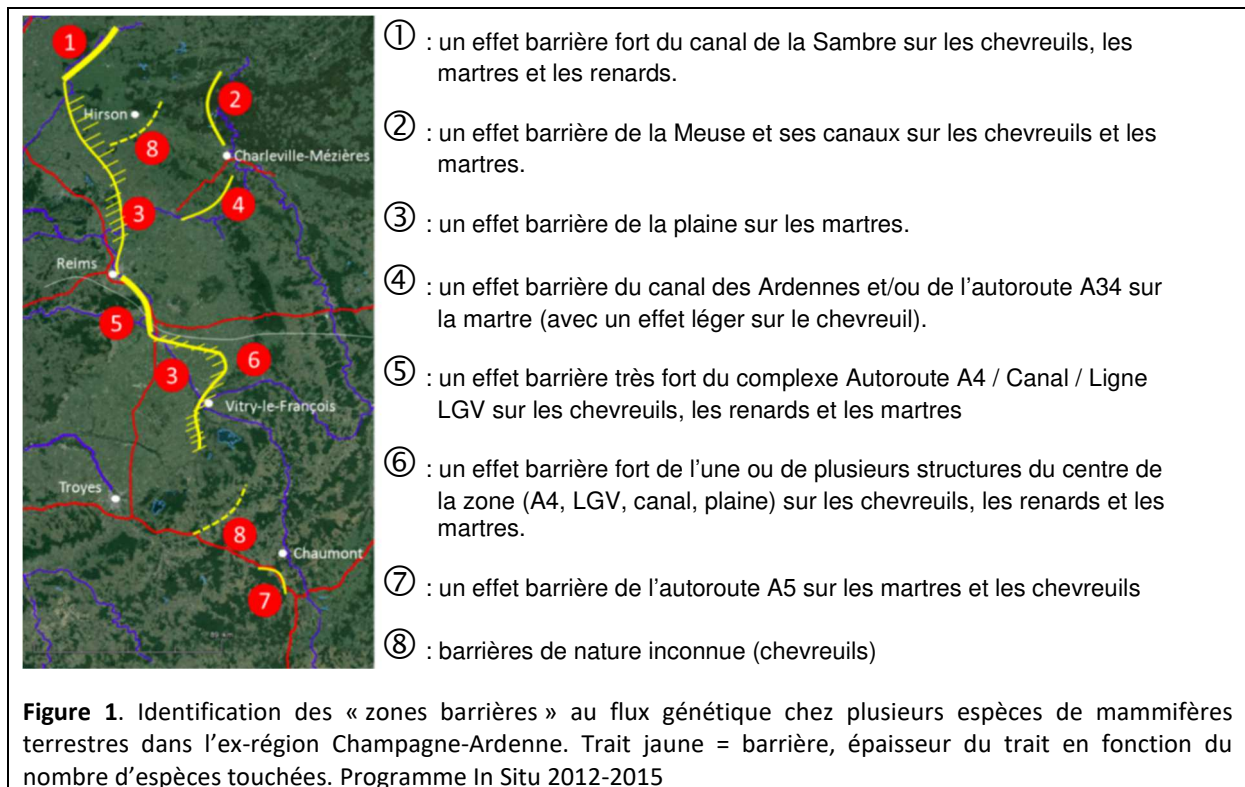 1
2
Hirson
8
Charleville-Mézières
4
3
Reims
5
6
3
Vitry-le-François
Troyes
8
Chaumont
7
① : un effet barrière fort du canal de la Sambre sur les chevreuils, les
martres et les renards.
② : un effet barrière de la Meuse et ses canaux sur les chevreuils et les
martres.
③ : un effet barrière de la plaine sur les martres.
④ : un effet barrière du canal des Ardennes et/ou de l'autoroute A34 sur
la martre (avec un effet léger sur le chevreuil).
⑤ : un effet barrière très fort du complexe Autoroute A4 / Canal / Ligne
LGV sur les chevreuils, les renards et les martres
⑥ : un effet barrière fort de l'une ou de plusieurs structures du centre de
la zone (A4, LGV, canal, plaine) sur les chevreuils, les renards et les
martres.
⑦ : un effet barrière de l'autoroute A5 sur les martres et les chevreuils
⑧ : barrières de nature inconnue (chevreuils)
Figure 1. Identification des « zones barrières » au flux génétique chez plusieurs espèces de mammifères
terrestres dans l'ex-région Champagne-Ardenne. Trait jaune = barrière, épaisseur du trait en fonction du
nombre d'espèces touchées. Programme In Situ 2012-2015